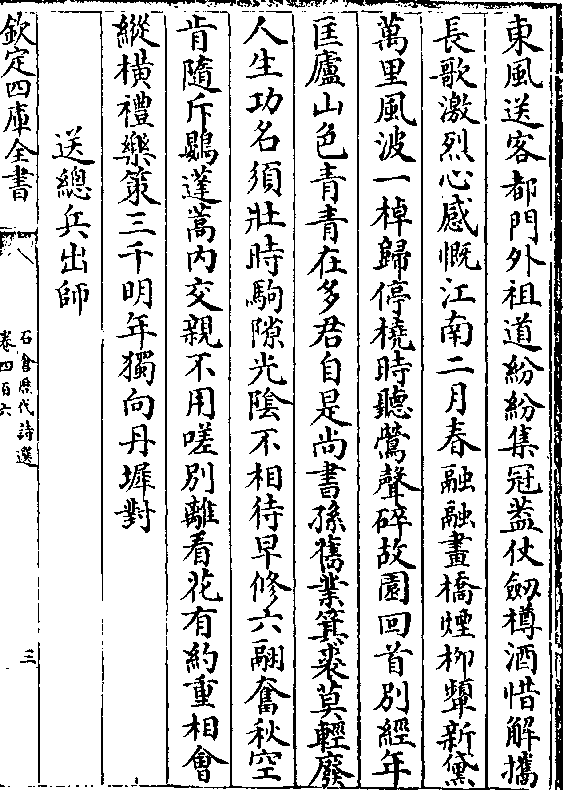 東風送客都門外祖道紛紛集冠蓋仗劒樽酒惜解攜
長歌激烈心感慨江南二月春融融畫橋煙柳顰新黛
萬里風波一棹歸停橈時聽鶯聲碎故園回首別經年
匡廬山色青青在多君自是尚書孫舊業箕裘莫輕廢
人生功名須壯時駒隙光陰不相待早修六翮奮秋空
肯隨斥鷃蓬蒿內交親不用嗟別離看花有約重相會
縱橫禮樂策三千明年獨向丹墀對
送總兵出師
欽定四庫全書
石倉歷代詩選
卷四百六
三